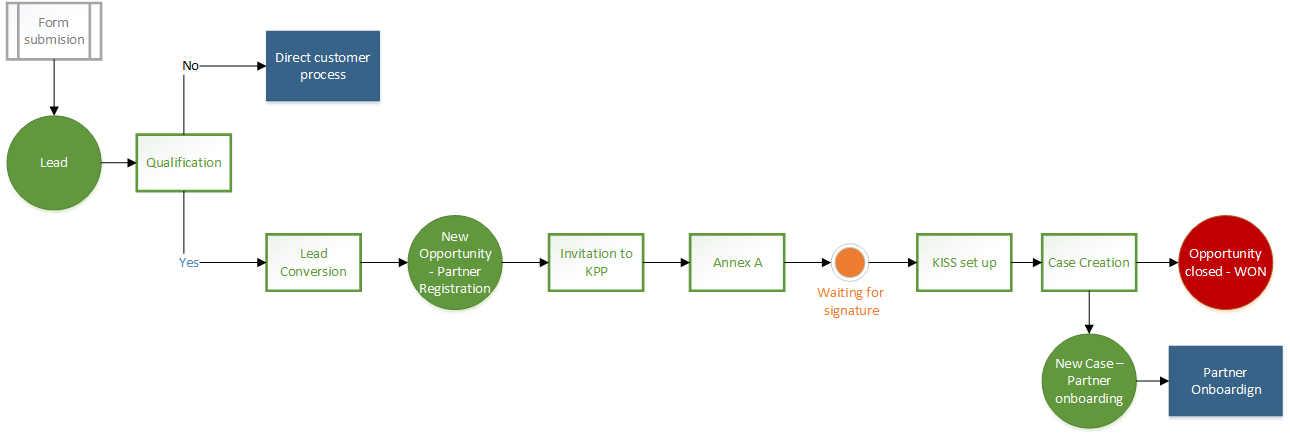 Form
submision
No
Direct customer
process
Lead
Qualification
Yes
Lead
Conversion
New
Opportunity
- Partner
Registration
Invitation to
KPP
Annex A
Waiting for
signature
KISS set up
Case Creation
Opportunity
closed - WON
New Case –
Partner
onboarding
Partner
Onboardign